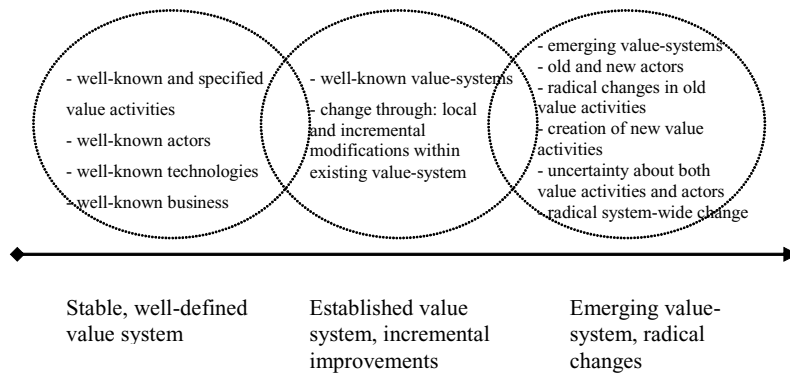 - well-known and specified
value activities
- well-known actors
- well-known technologies
- well-known business
- well-known value-systems
- change through: local
and incremental
modifications within
existing value-system
- emerging value-systems
- old and new actors
- radical changes in old
value activities
- creation of new value
activities
- uncertainty about both
value activities and actors
- radical system-wide change
Stable, well-defined
value system
Established value
system, incremental
improvements
Emerging value-
system, radical
changes